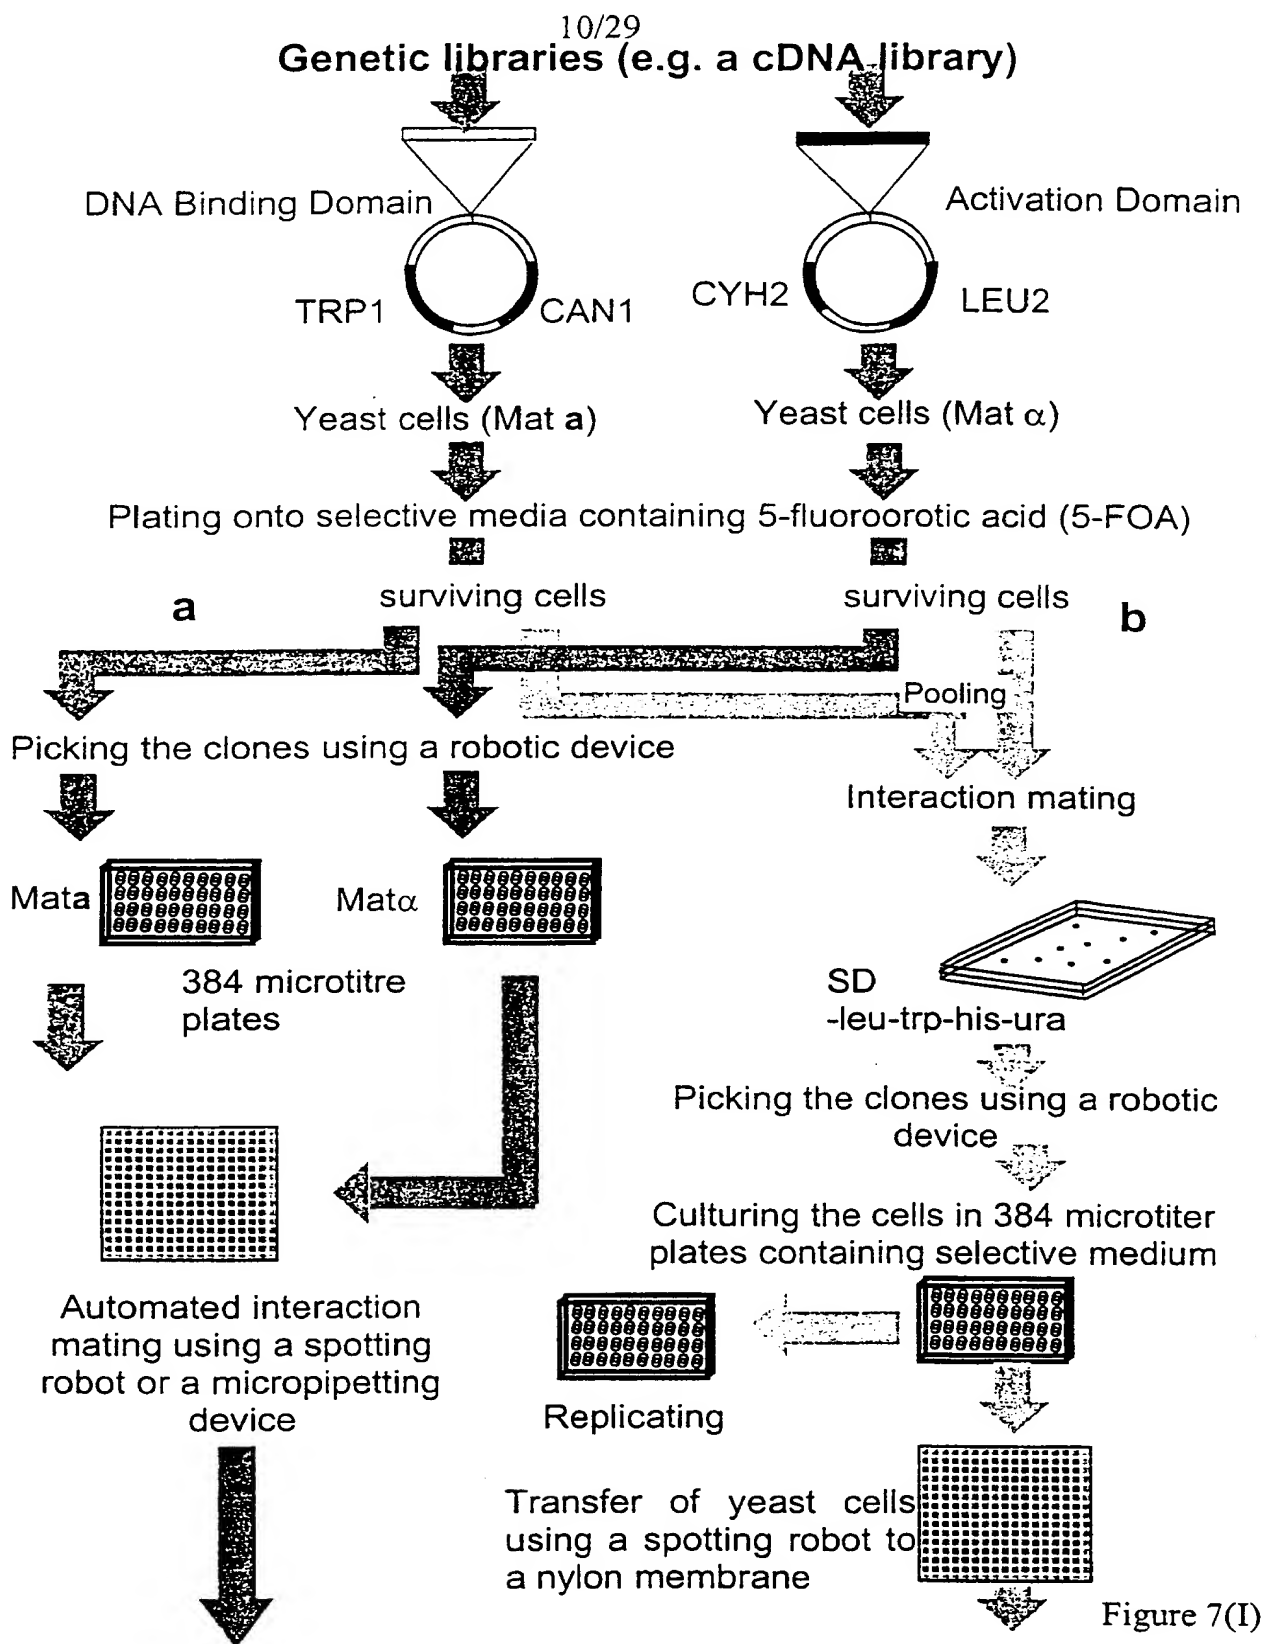 10/29
Genetic libraries (e.g. a cDNA library)
DNA Binding Domain
Activation Domain
TRP1
CAN1
CYH2
LEU2
Yeast cells (Mat a)
Yeast cells (Mat α)
Plating onto selective media containing 5-fluoroorotic acid (5-FOA)
surviving cells
surviving cells
a
b
Pooling
Picking the clones using a robotic device
Interaction mating
Mata
Matα
384 microtitre
plates
SD
-leu-trp-his-ura
Picking the clones using a robotic
device
Culturing the cells in 384 microtiter
plates containing selective medium
Automated interaction
mating using a spotting
robot or a micropipetting
device
Replicating
Transfer of yeast cells
using a spotting robot to
a nylon membrane
Figure 7(I)